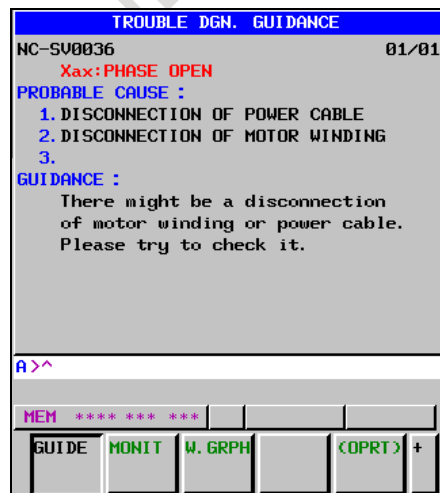 TROUBLE DGN. GUIDANCE
NC-SV0036 01/01
Xax:PHASE OPEN
PROBABLE CAUSE :
1. DISCONNECTION OF POWER CABLE
2. DISCONNECTION OF MOTOR WINDING
3.
GUIDANCE :
There might be a disconnection
of motor winding or power cable.
Please try to check it.
A>^
MEM **** *** ***
GUIDE MONIT W.GRPH (OPRT) +